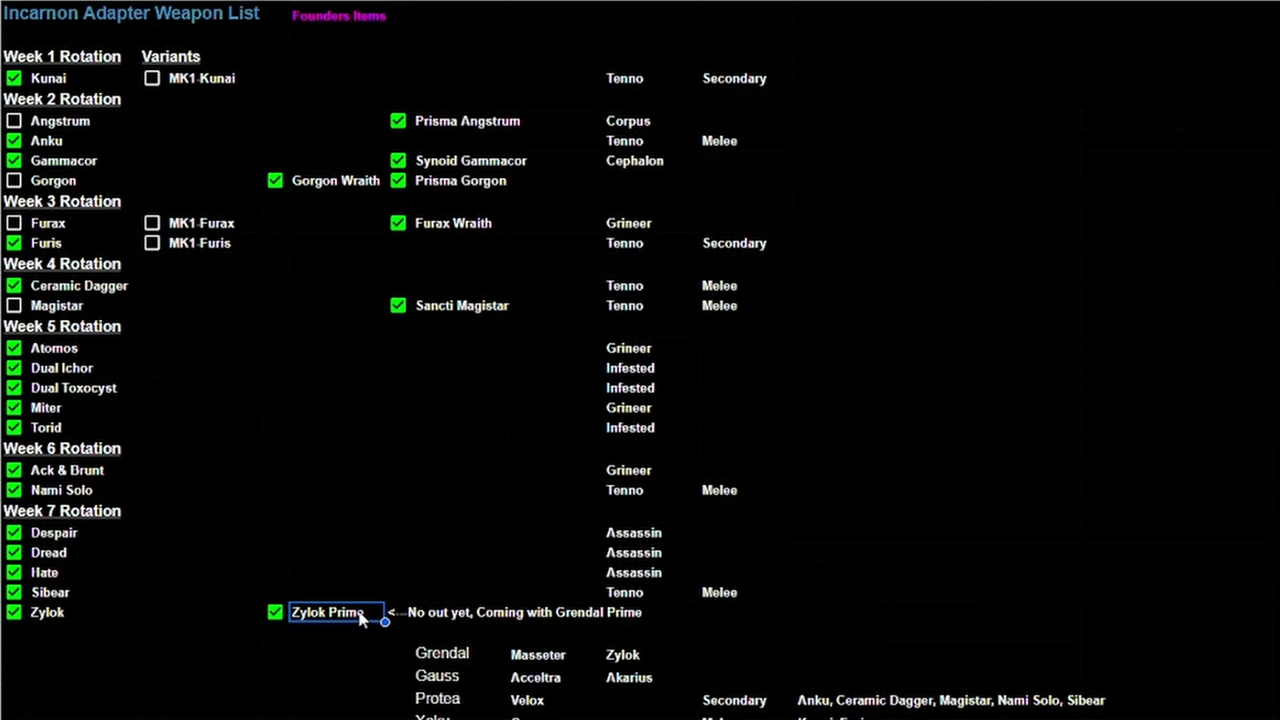 Incarnon Adapter Weapon List Founders Items
Week 1 Rotation Variants
Kunai MK1-Kunai Tenno Secondary
Week 2 Rotation
Angstrum Prisma Angstrum Corpus
Anku Tenno Melee
Gammacor Synoid Gammacor Cephalon
Gorgon Gorgon Wraith Prisma Gorgon
Week 3 Rotation
Furax MK1-Furax Furax Wraith Grineer
Furis MK1-Furis Tenno Secondary
Week 4 Rotation
Ceramic Dagger Tenno Melee
Magistar Sancti Magistar Tenno Melee
Week 5 Rotation
Atomos Grineer
Dual Ichor Infested
Dual Toxocyst Infested
Miter Grineer
Torid Infested
Week 6 Rotation
Ack & Brunt Grineer
Nami Solo Tenno Melee
Week 7 Rotation
Despair Assassin
Dread Assassin
Hate Assassin
Sibear Tenno Melee
Zylok Zylok Prime <--- No out yet, Coming with Grendal Prime
Grendal Masseter Zylok
Gauss Acceltra Akarius
Protea Velox Secondary Anku, Ceramic Dagger, Magistar, Nami Solo, Sibear